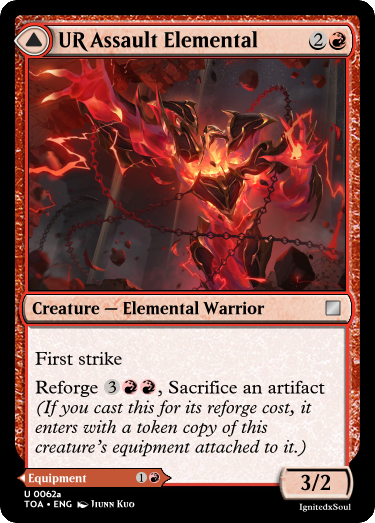 UR Assault Elemental 2
Creature — Elemental Warrior
First strike
Reforge 3, Sacrifice an artifact
(If you cast this for its reforge cost, it
enters with a token copy of this
creature's equipment attached to it.)
Equipment 1
3/2
U 0062a
TOA • ENG Jiunn Kuo
IgnitedxSoul